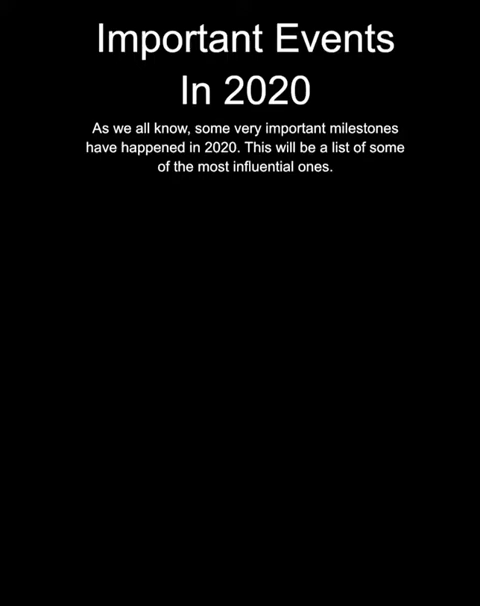 Important Events
In 2020
As we all know, some very important milestones
have happened in 2020. This will be a list of some
of the most influential ones.